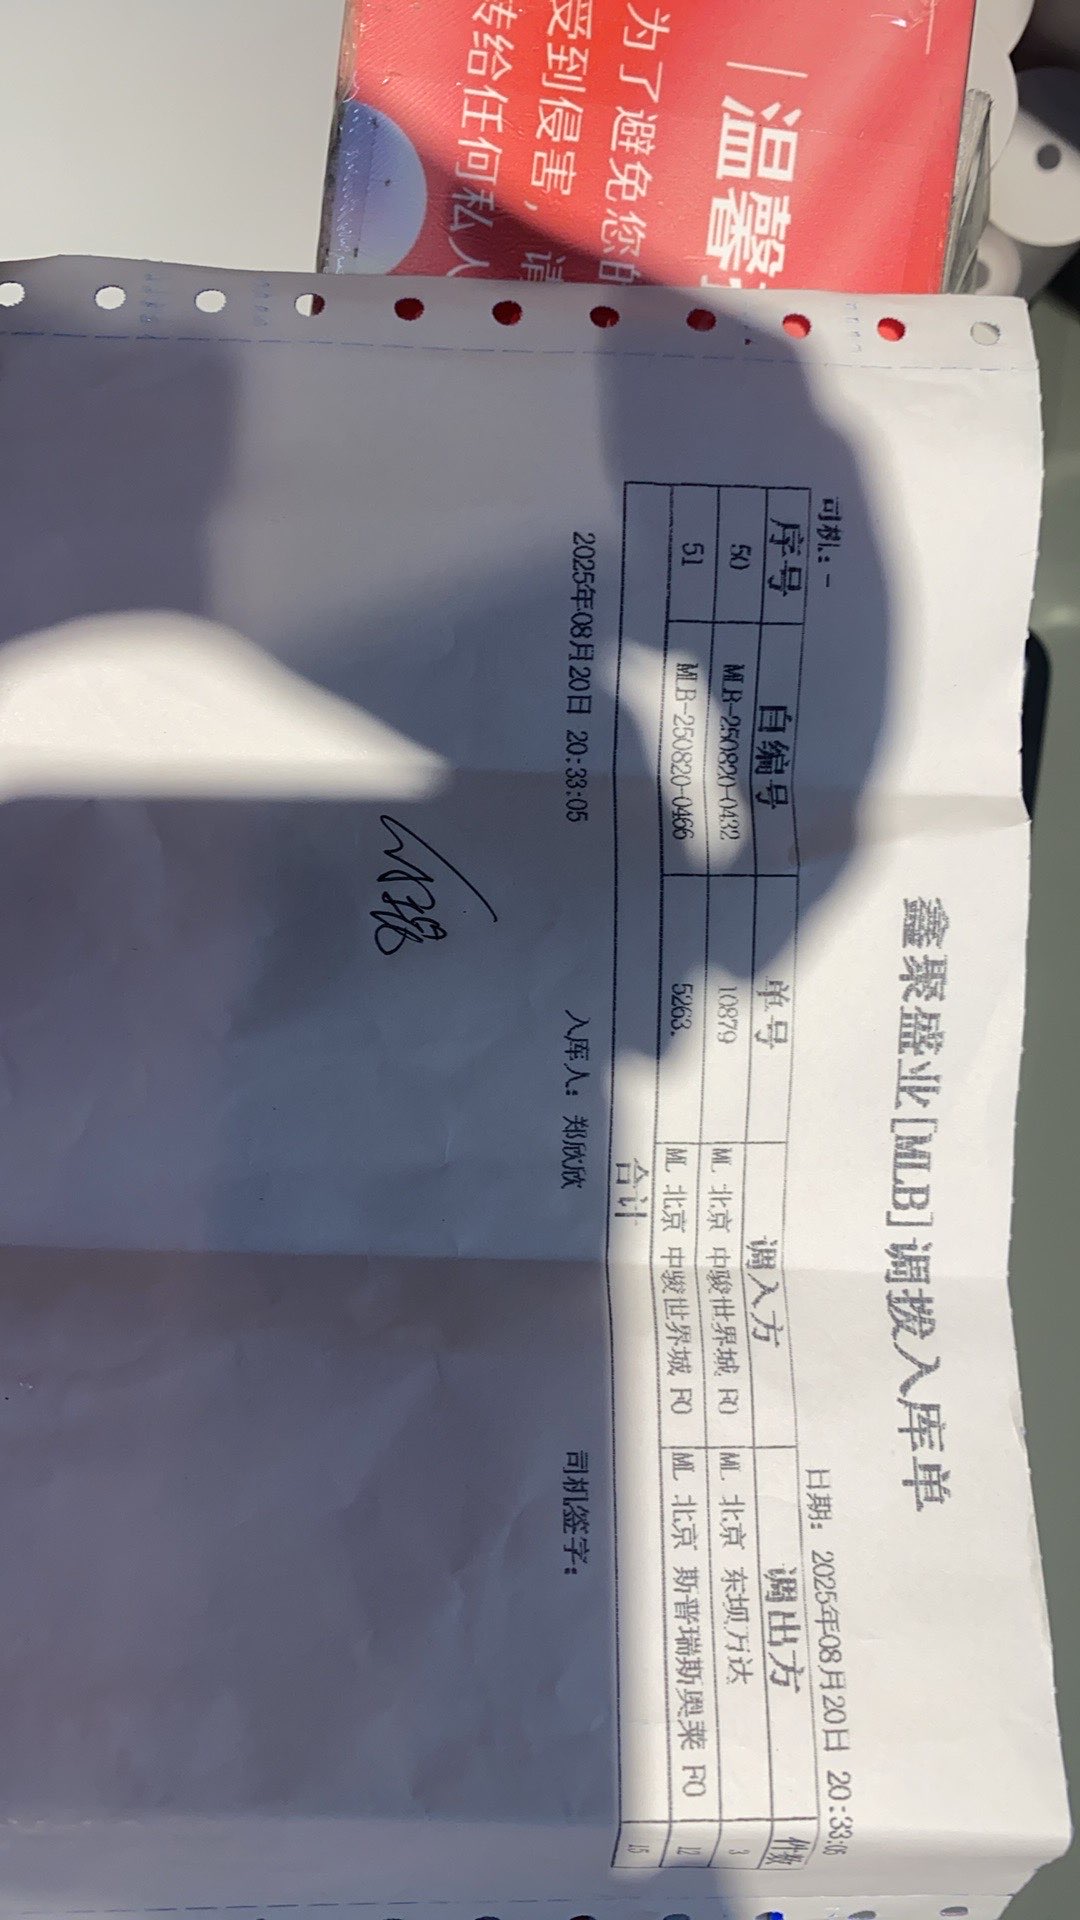 温馨
为了避免您
受到侵害，请
转给任何私人
鑫聚盛业[MLB]调拨入库单
司机：-
日期： 2025年08月20日 20:33:05
序号 自编号 单号 调入方 调出方 件数
50 MLB-250820-0432 10879 ML 北京 中骏世界城 FO ML 北京 东坝万达 3
51 MLB-250820-0466 5263. ML 北京 中骏世界城 FO ML 北京 斯普瑞斯奥莱 FO 12
合计 15
2025年08月20日 20:33:05 入库人：郑欣欣 司机签字：